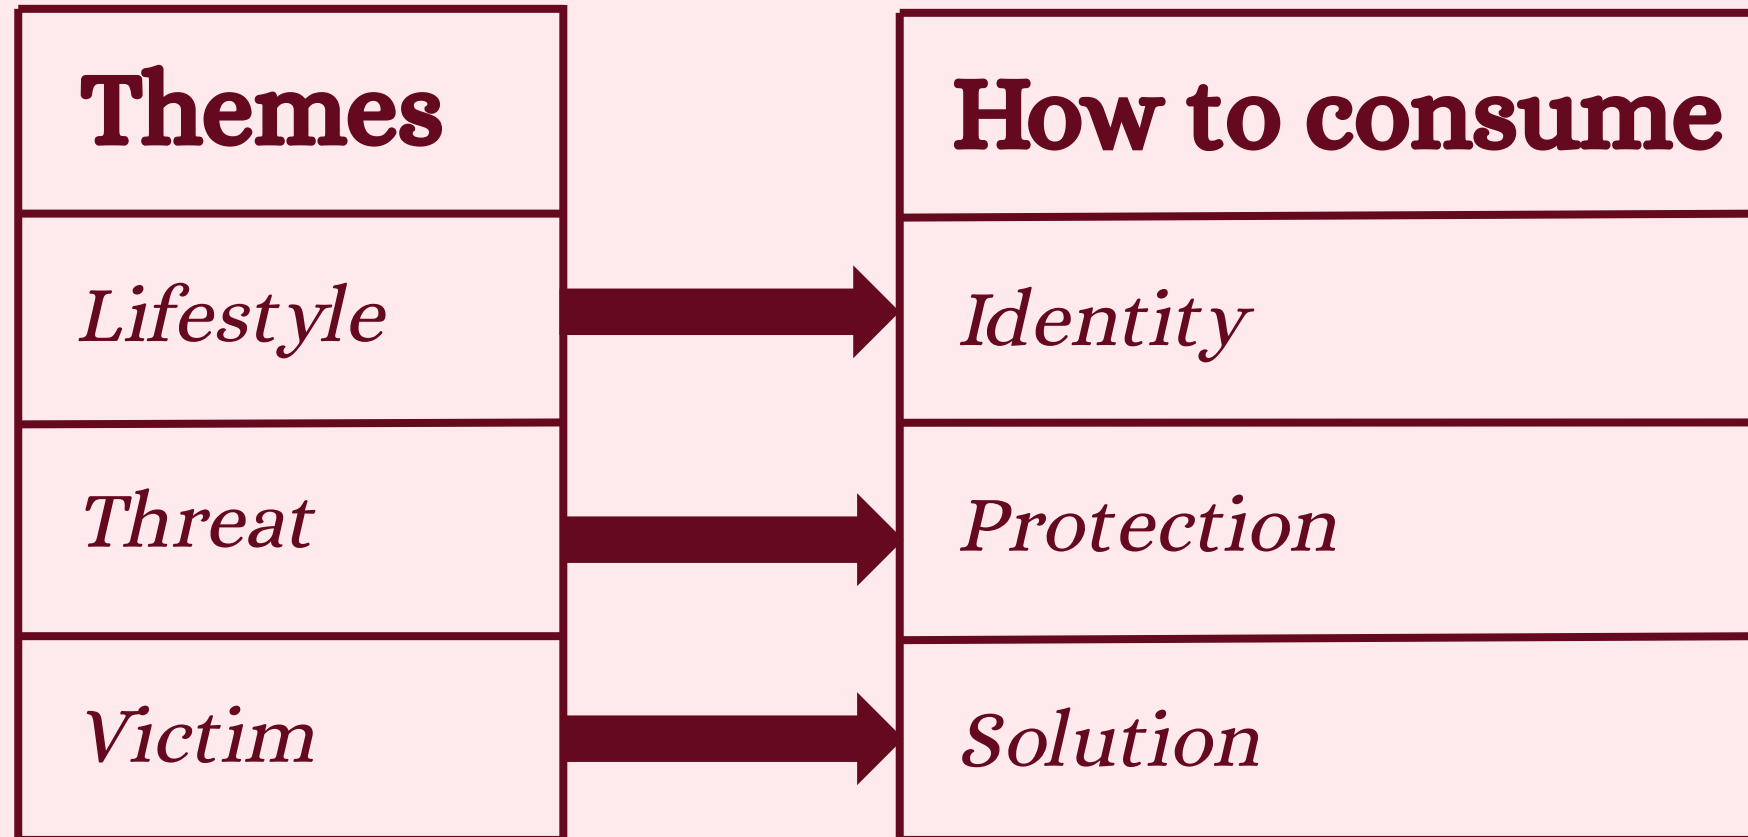 Themes
How to consume
Lifestyle
Identity
Threat
Protection
Victim
Solution